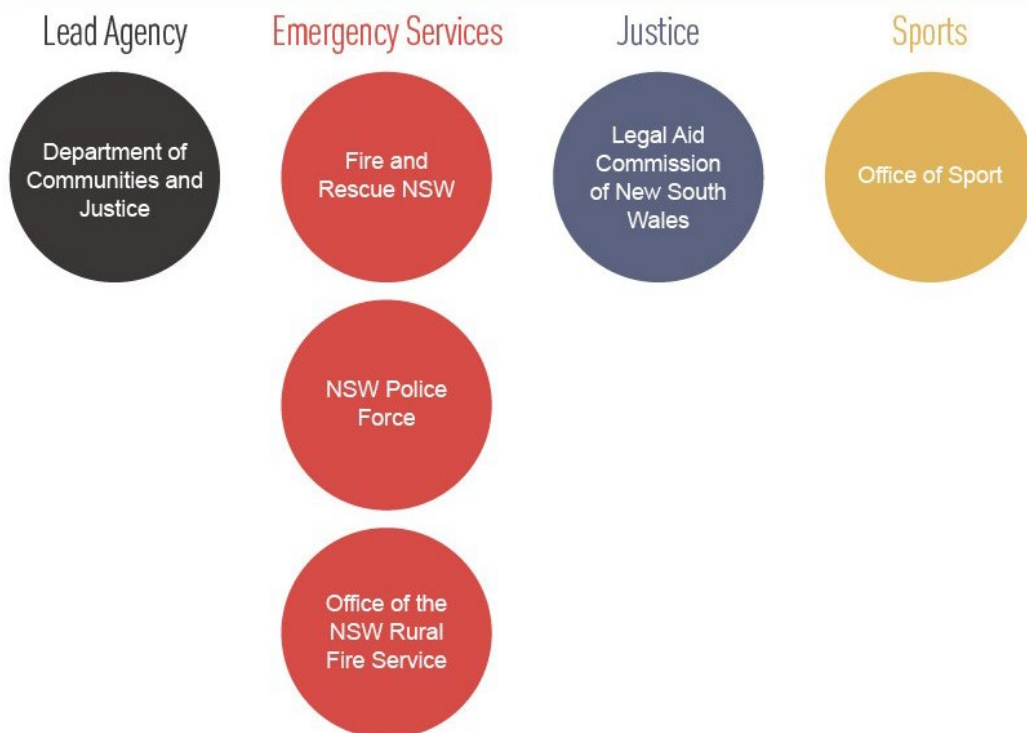 Lead Agency
Emergency Services
Justice
Sports
Department of
Communities and
Justice
Fire and
Rescue NSW
Legal Aid
Commission
of New South
Wales
Office of Sport
NSW Police
Force
Office of the
NSW Rural
Fire Service